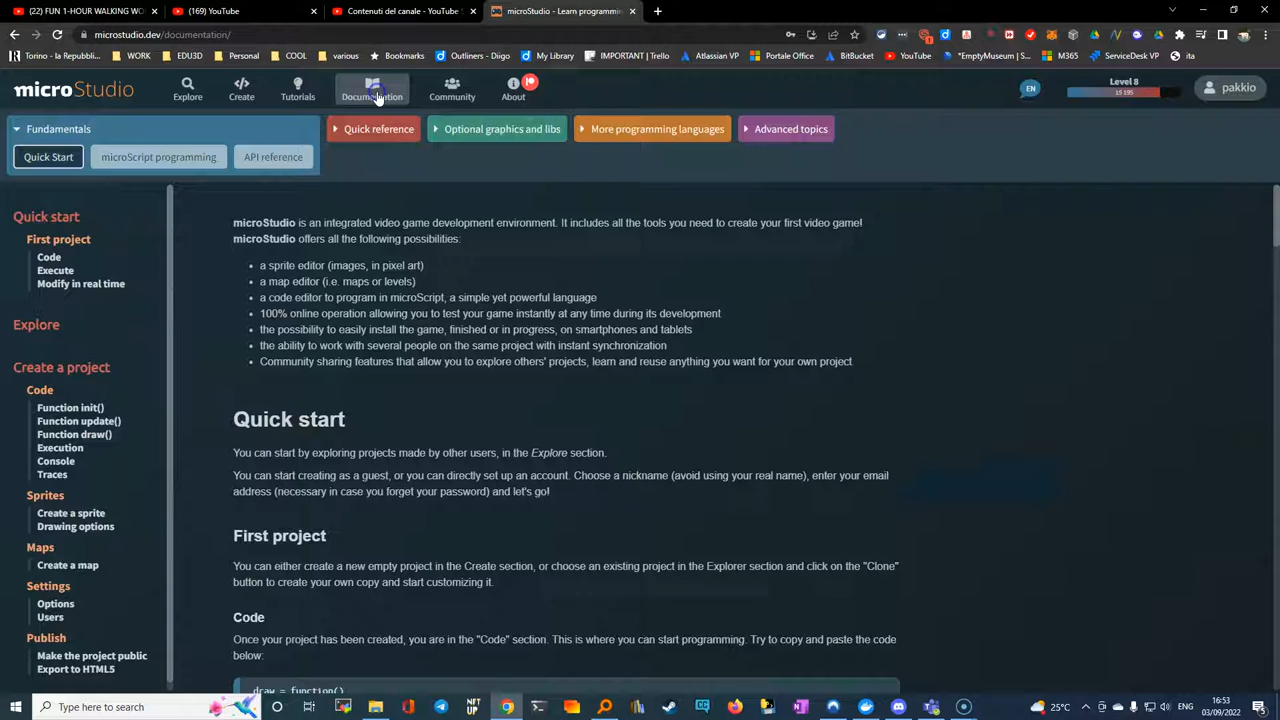 (22) FUN 1-HOUR WALKING WO
(169) YouTube
Contenuti del canale - YouTube S
microStudio - Learn programmin
microstudio.dev/documentation/
Torino - la Repubbl
EDU3D
Personal
COOL
various
Bookmarks
Outliners - Diigo
My Library
IMPORTANT | Trello
Atlassian VP
Portale Office
BitBucket
YouTube
*EmptyMuseum @
M365
ServiceDesk VP
microStudio
Explore
Create
Tutorials
Documentation
Community
About
EN
Level 8
15 195
pakkio
Fundamentals
Quick reference
Optional graphics and libs
More programming languages
Advanced topics
Quick Start
microScript programming
API reference
Quick start
First project
Code
Execute
Modify in real time
Explore
Create a project
Code
Function init()
Function update()
Function draw()
Execution
Console
Traces
Sprites
Create a sprite
Drawing options
Maps
Create a map
Settings
Options
Users
Publish
Make the project public
Export to HTML5
microStudio is an integrated video game development environment. It includes all the tools you need to create your first video game!
microStudio offers all the following possibilities:
• a sprite editor (images, in pixel art)
• a map editor (i.e. maps or levels)
• a code editor to program in microScript, a simple yet powerful language
• 100% online operation allowing you to test your game instantly at any time during its development
• the possibility to easily install the game, finished or in progress, on smartphones and tablets
• the ability to work with several people on the same project with instant synchronization
• Community sharing features that allow you to explore others' projects, learn and reuse anything you want for your own project
Quick start
You can start by exploring projects made by other users, in the Explore section.
You can start creating as a guest, or you can directly set up an account. Choose a nickname (avoid using your real name), enter your email
address (necessary in case you forget your password) and let's go!
First project
You can either create a new empty project in the Create section, or choose an existing project in the Explorer section and click on the "Clone"
button to create your own copy and start customizing it.
Code
Once your project has been created, you are in the "Code" section. This is where you can start programming. Try to copy and paste the code
below:
draw = function()
Type here to search
NFT
UP
25°C
ENG
16:53
03/09/2022